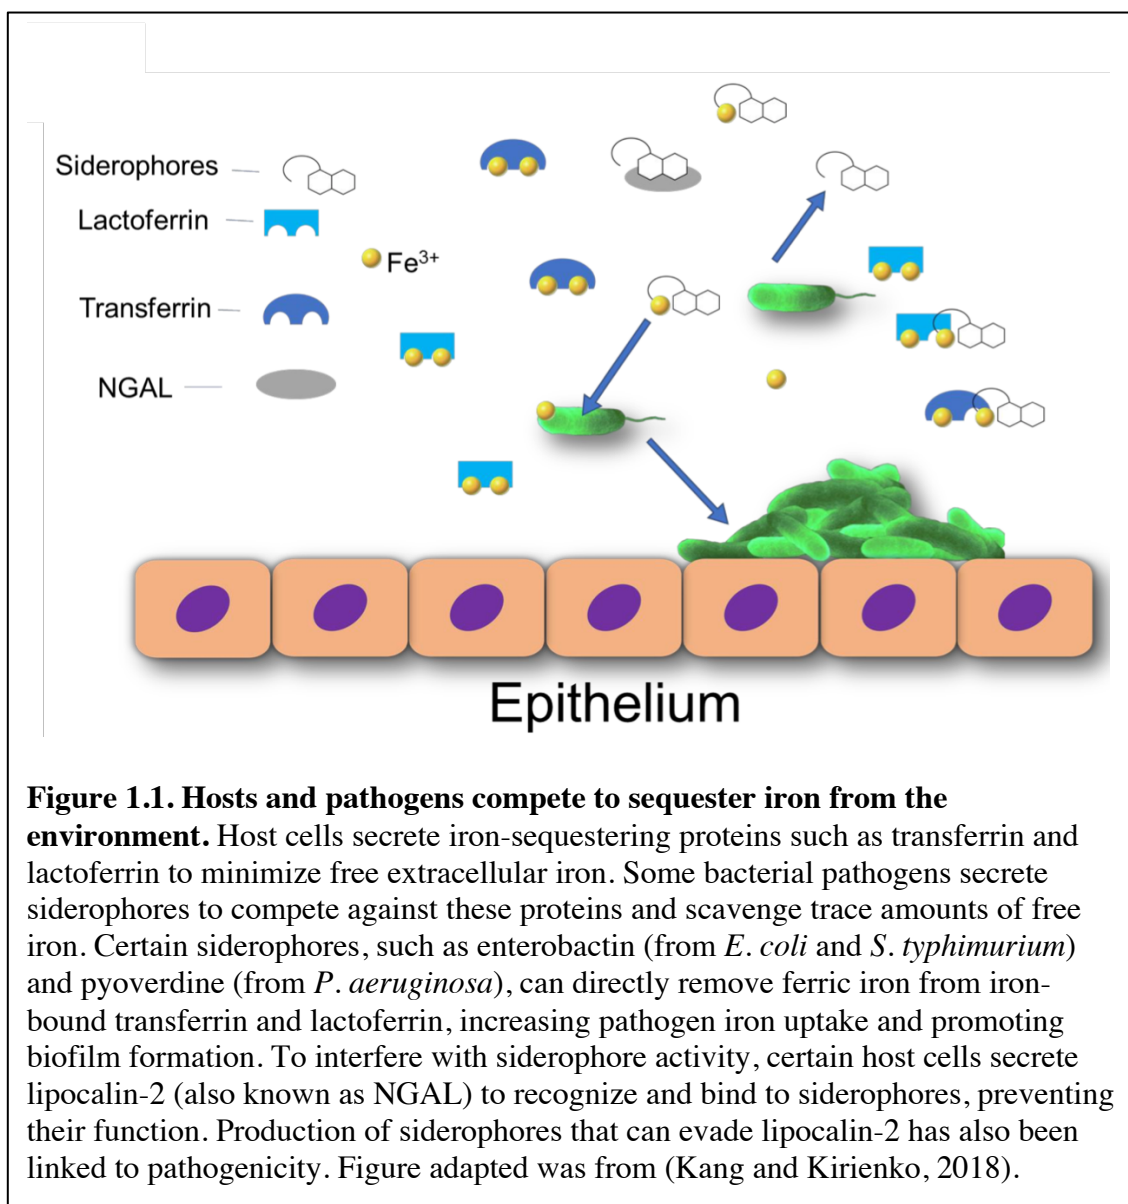 Siderophores
Lactoferrin
Fe³⁺
Transferrin
NGAL
Epithelium
Figure 1.1. Hosts and pathogens compete to sequester iron from the
environment. Host cells secrete iron-sequestering proteins such as transferrin and
lactoferrin to minimize free extracellular iron. Some bacterial pathogens secrete
siderophores to compete against these proteins and scavenge trace amounts of free
iron. Certain siderophores, such as enterobactin (from E. coli and S. typhimurium)
and pyoverdine (from P. aeruginosa), can directly remove ferric iron from iron-
bound transferrin and lactoferrin, increasing pathogen iron uptake and promoting
biofilm formation. To interfere with siderophore activity, certain host cells secrete
lipocalin-2 (also known as NGAL) to recognize and bind to siderophores, preventing
their function. Production of siderophores that can evade lipocalin-2 has also been
linked to pathogenicity. Figure adapted was from (Kang and Kirienko, 2018).